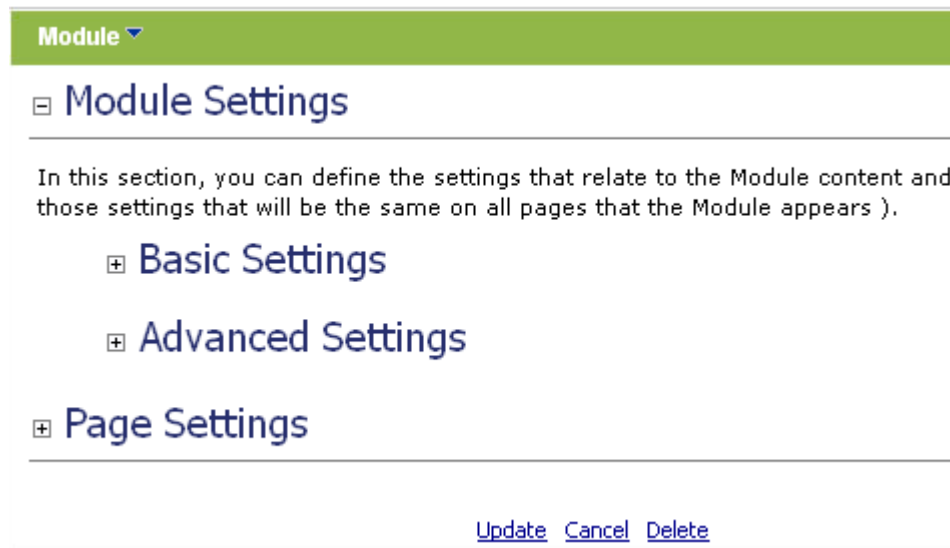 Module
Module Settings
In this section, you can define the settings that relate to the Module content and
those settings that will be the same on all pages that the Module appears ).
Basic Settings
Advanced Settings
Page Settings
Update Cancel Delete